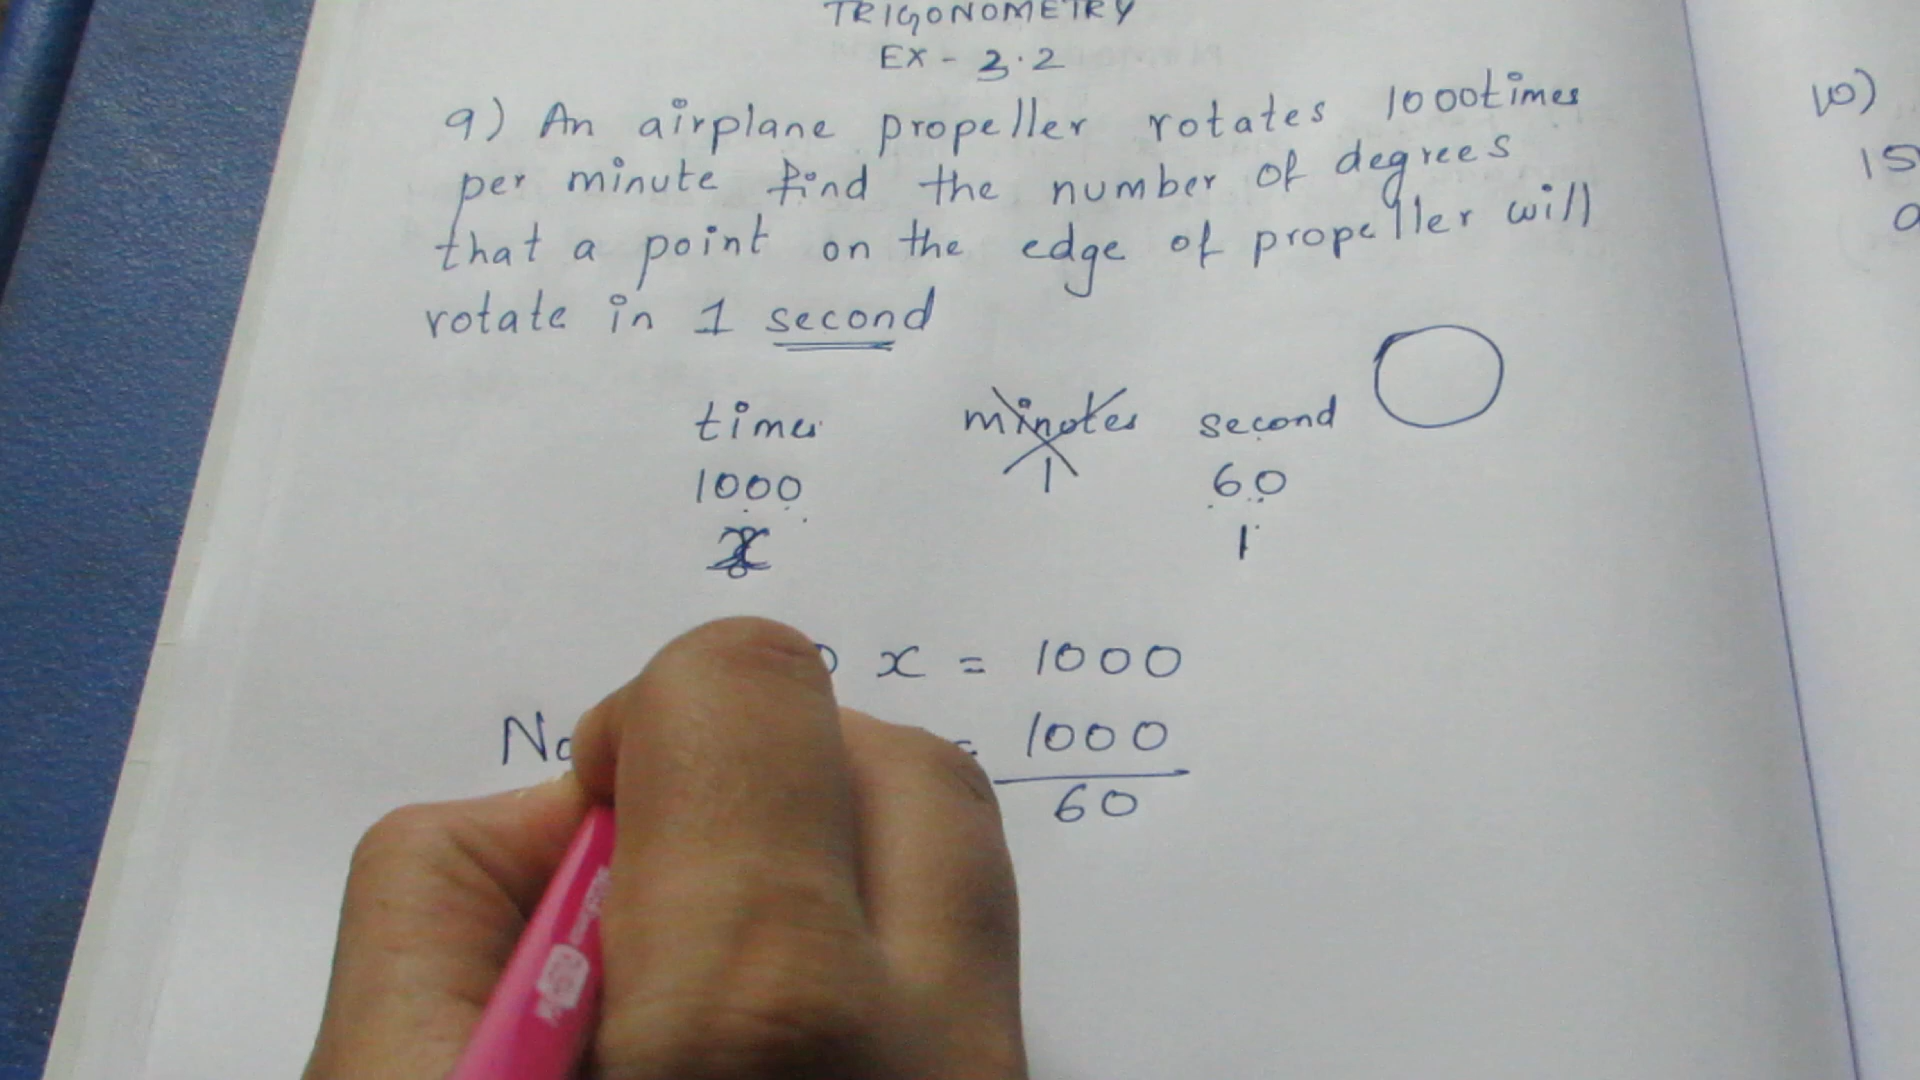 TRIGONOMETRY
EX - 3.2
9) An airplane propeller rotates 1000times
per minute find the number of degrees
that a point on the edge of propeller will
rotate in 1 second
times minutes second
1000 1 60
x 1
x = 1000
No = 1000
60
10)
15